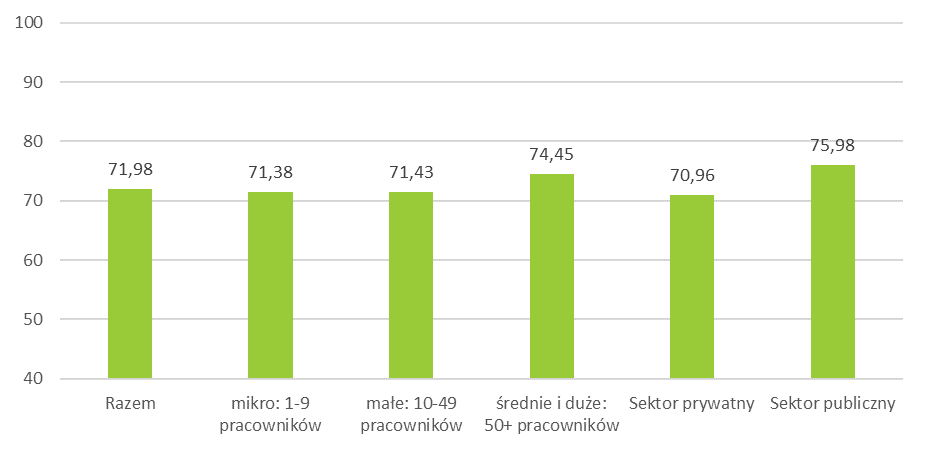 100
90
80
70
60
50
40
71,98
71,38
71,43
74,45
70,96
75,98
Razem
mikro: 1-9
pracowników
małe: 10-49
pracowników
średnie i duże:
50+ pracowników
Sektor prywatny
Sektor publiczny